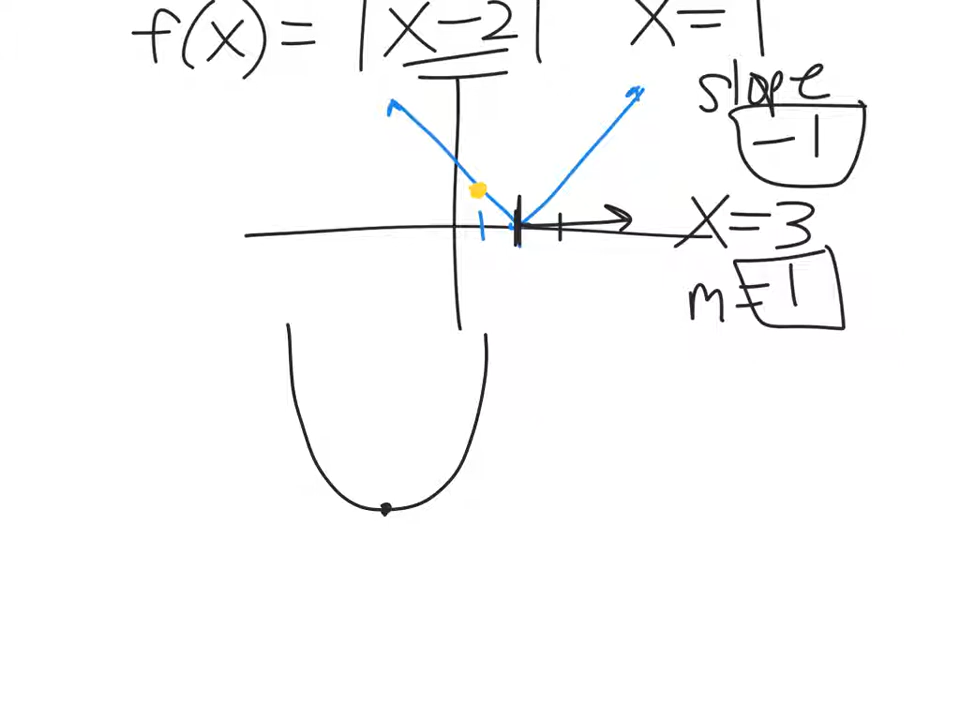 f(x) = |x-2| x=1
slope
-1
x=3
m=1